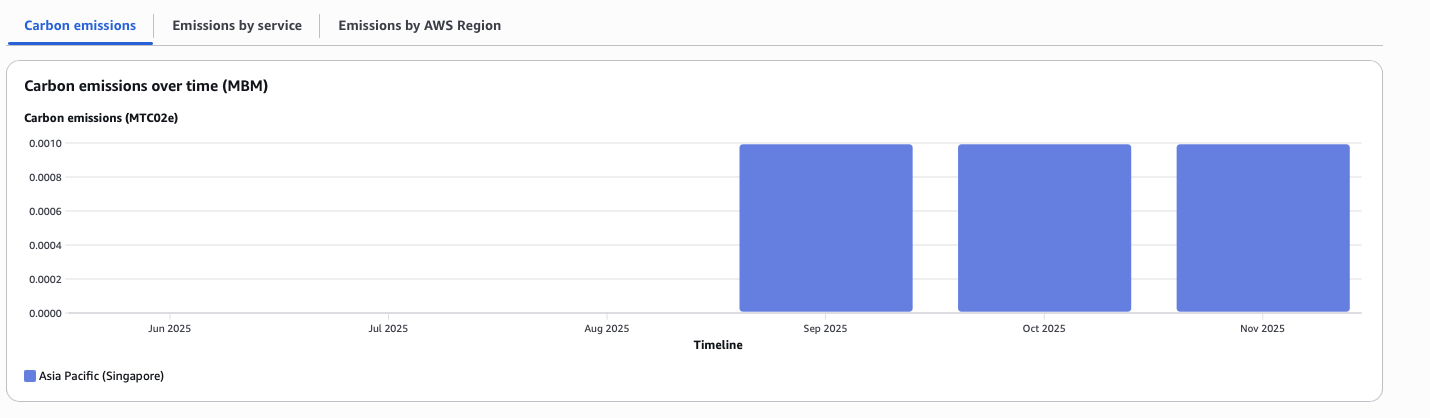 Carbon emissions
Emissions by service
Emissions by AWS Region
Carbon emissions over time (MBM)
Carbon emissions (MTC02e)
0.0010
0.0008
0.0006
0.0004
0.0002
0.0000
Jun 2025
Jul 2025
Aug 2025
Sep 2025
Oct 2025
Nov 2025
Timeline
Asia Pacific (Singapore)